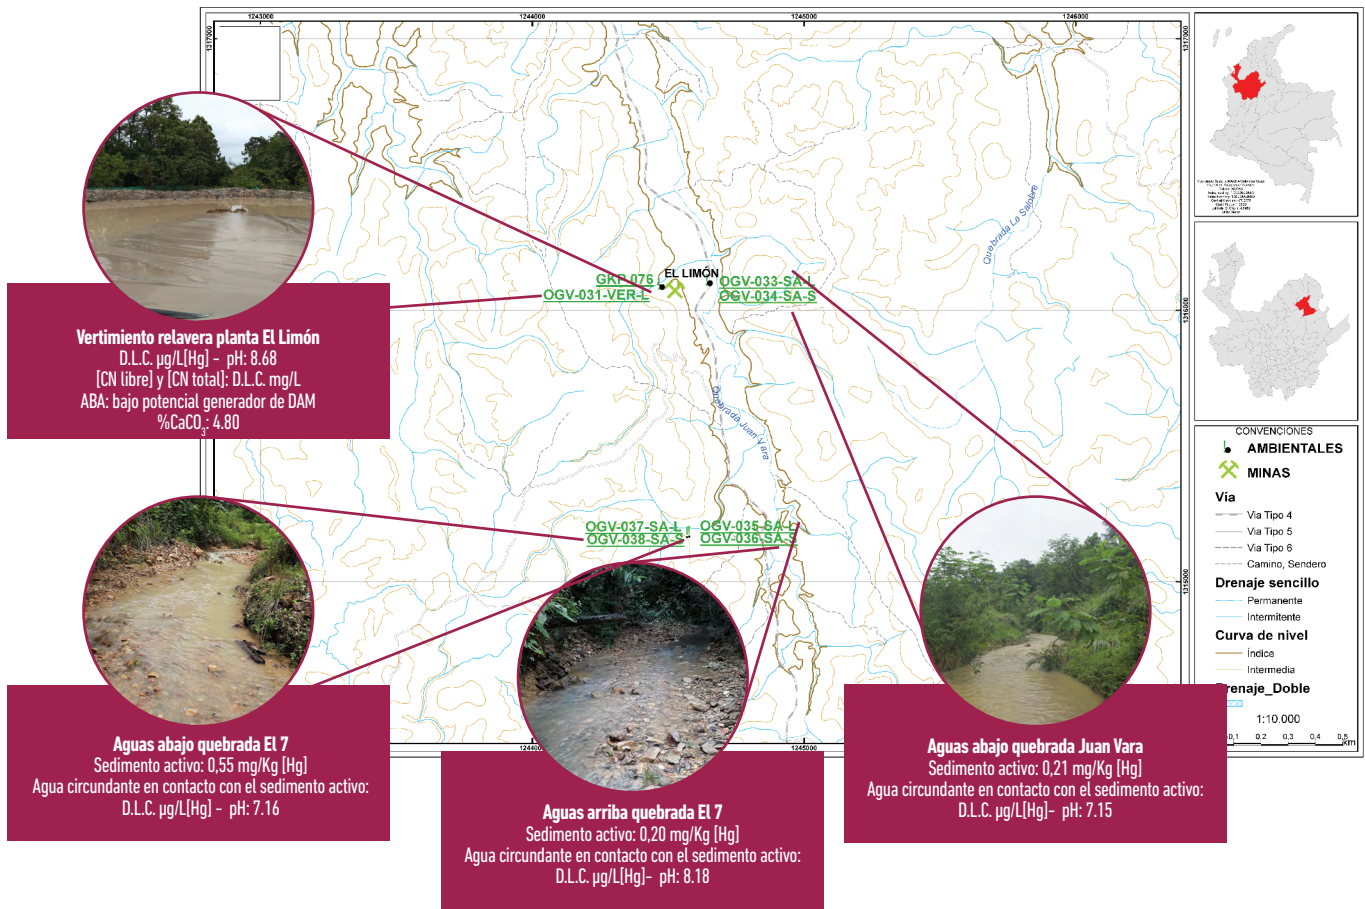 1243000
1244000
1245000
1246000
1317000
1317000
Quebrada La Salobre
GKP-076
EL LIMÓN
OGV-033-SA-L
OGV-031-VER-L
OGV-034-SA-S
1316000
Vertimiento relavera planta El Limón
D.L.C. µg/L[Hg] - pH: 8.68
[CN libre] y [CN total]: D.L.C. mg/L
ABA: bajo potencial generador de DAM
%CaCO3: 4.80
Quebrada Juan Vara
OGV-037-SA-L
OGV-035-SA-L
OGV-038-SA-S
OGV-036-SA-S
1315000
CONVENCIONES
AMBIENTALES
MINAS
Vía
Via Tipo 4
Via Tipo 5
Via Tipo 6
Camino, Sendero
Drenaje sencillo
Permanente
Intermitente
Curva de nivel
Índice
Intermedia
renaje_Doble
1:10.000
0,1
0,2
0,3
0,4
0,5
km
1244000
1245000
Aguas abajo quebrada El 7
Sedimento activo: 0,55 mg/Kg [Hg]
Agua circundante en contacto con el sedimento activo:
D.L.C. µg/L[Hg] - pH: 7.16
Aguas arriba quebrada El 7
Sedimento activo: 0,20 mg/Kg [Hg]
Agua circundante en contacto con el sedimento activo:
D.L.C. µg/L[Hg]- pH: 8.18
Aguas abajo quebrada Juan Vara
Sedimento activo: 0,21 mg/Kg [Hg]
Agua circundante en contacto con el sedimento activo:
D.L.C. µg/L[Hg]- pH: 7.15